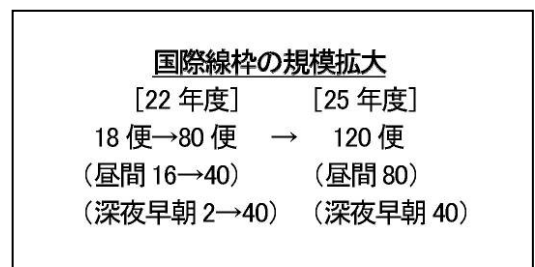 国際線枠の規模拡大
[22 年度] [25 年度]
18 便→80 便 → 120 便
(昼間 16→40) (昼間 80)
(深夜早朝 2→40) (深夜早朝 40)